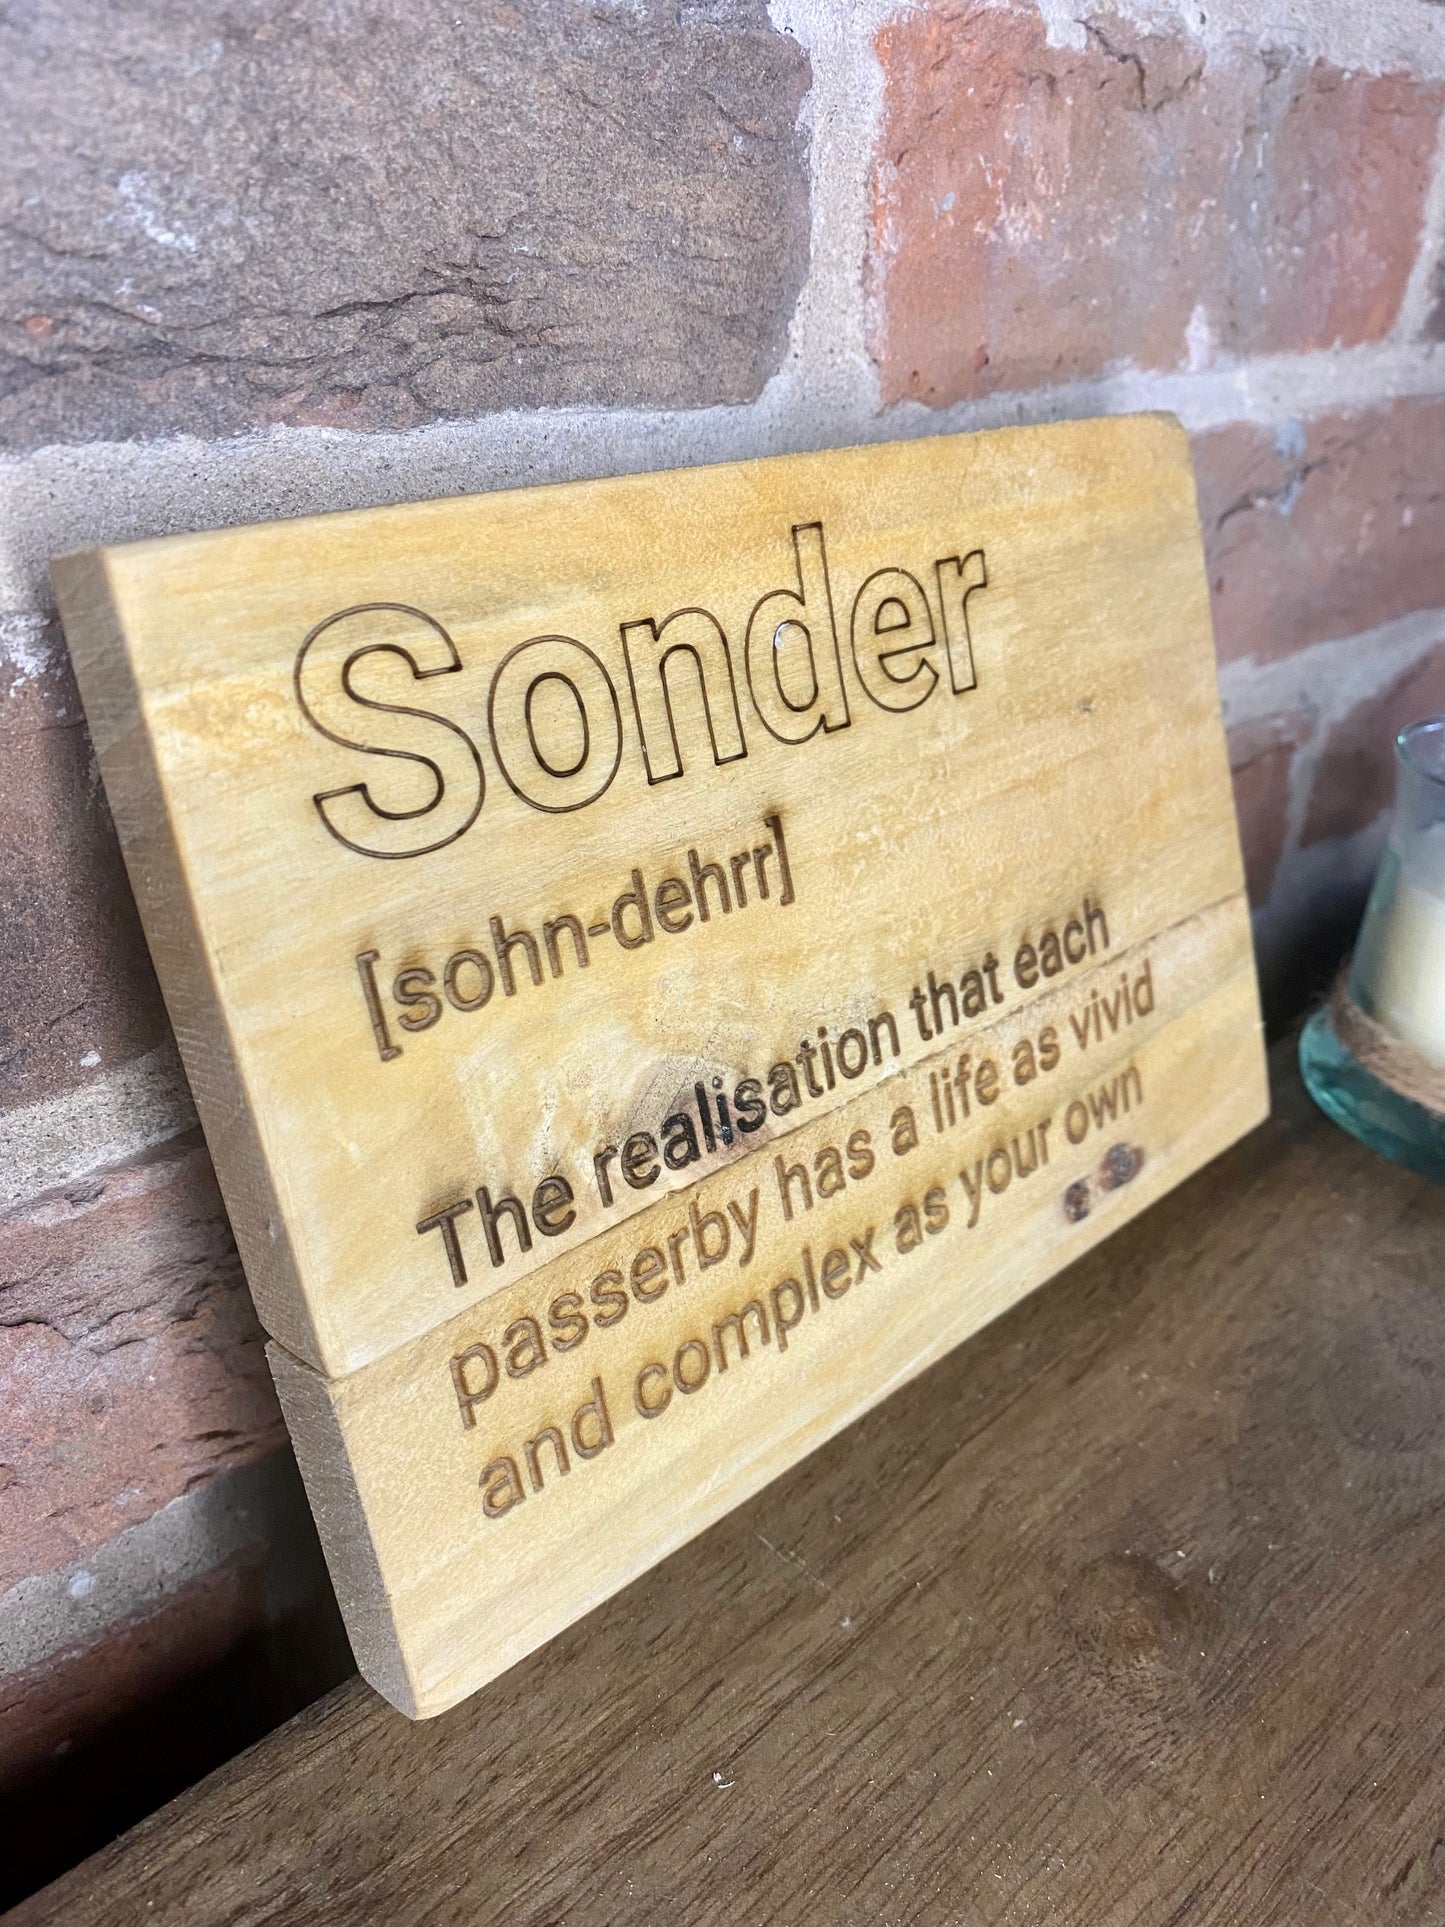 Sonder
[sohn-dehrr]
The realisation that each
passerby has a life as vivid
and complex as your own